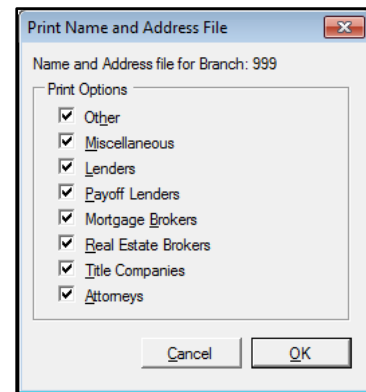 Print Name and Address File
Name and Address file for Branch: 999
Print Options
Other
Miscellaneous
Lenders
Payoff Lenders
Mortgage Brokers
Real Estate Brokers
Title Companies
Attorneys
Cancel OK